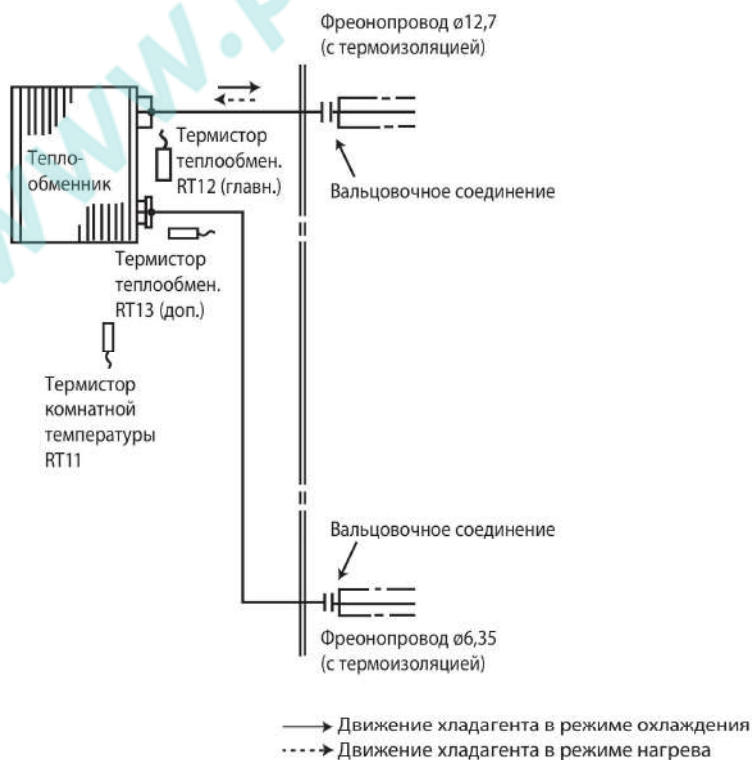 Фреонопровод ø12,7
(с термоизоляцией)
Тепло-
обменник
Термистор
теплообмен.
RT12 (главн.)
Вальцовочное соединение
Термистор
теплообмен.
RT13 (доп.)
Термистор
комнатной
температуры
RT11
Вальцовочное соединение
Фреонопровод ø6,35
(с термоизоляцией)
Движение хладагента в режиме охлаждения
Движение хладагента в режиме нагрева
www.